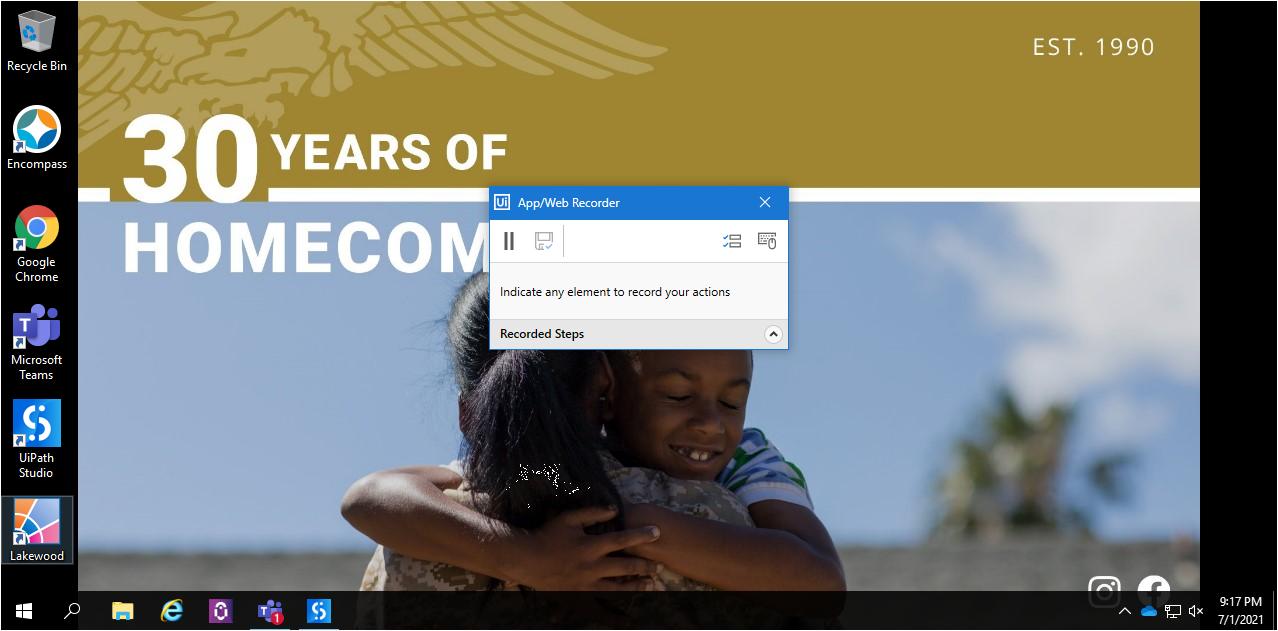 Recycle Bin
Encompass
Google
Chrome
Microsoft
Teams
UiPath
Studio
Lakewood
EST. 1990
30 YEARS OF
HOMECOM
Ui App/Web Recorder
Indicate any element to record your actions
Recorded Steps
1
9:17 PM
7/1/2021